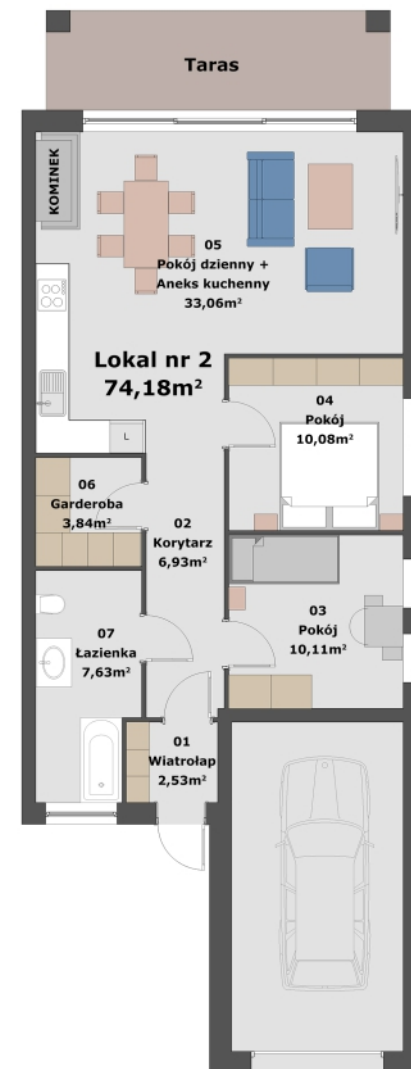 Taras
KOMINEK
05
Pokój dzienny +
Aneks kuchenny
33,06m²
Lokal nr 2
74,18m²
L
04
Pokój
10,08m²
06
Garderoba
3,84m²
02
Korytarz
6,93m²
03
Pokój
10,11m²
07
Łazienka
7,63m²
01
Wiatrołap
2,53m²